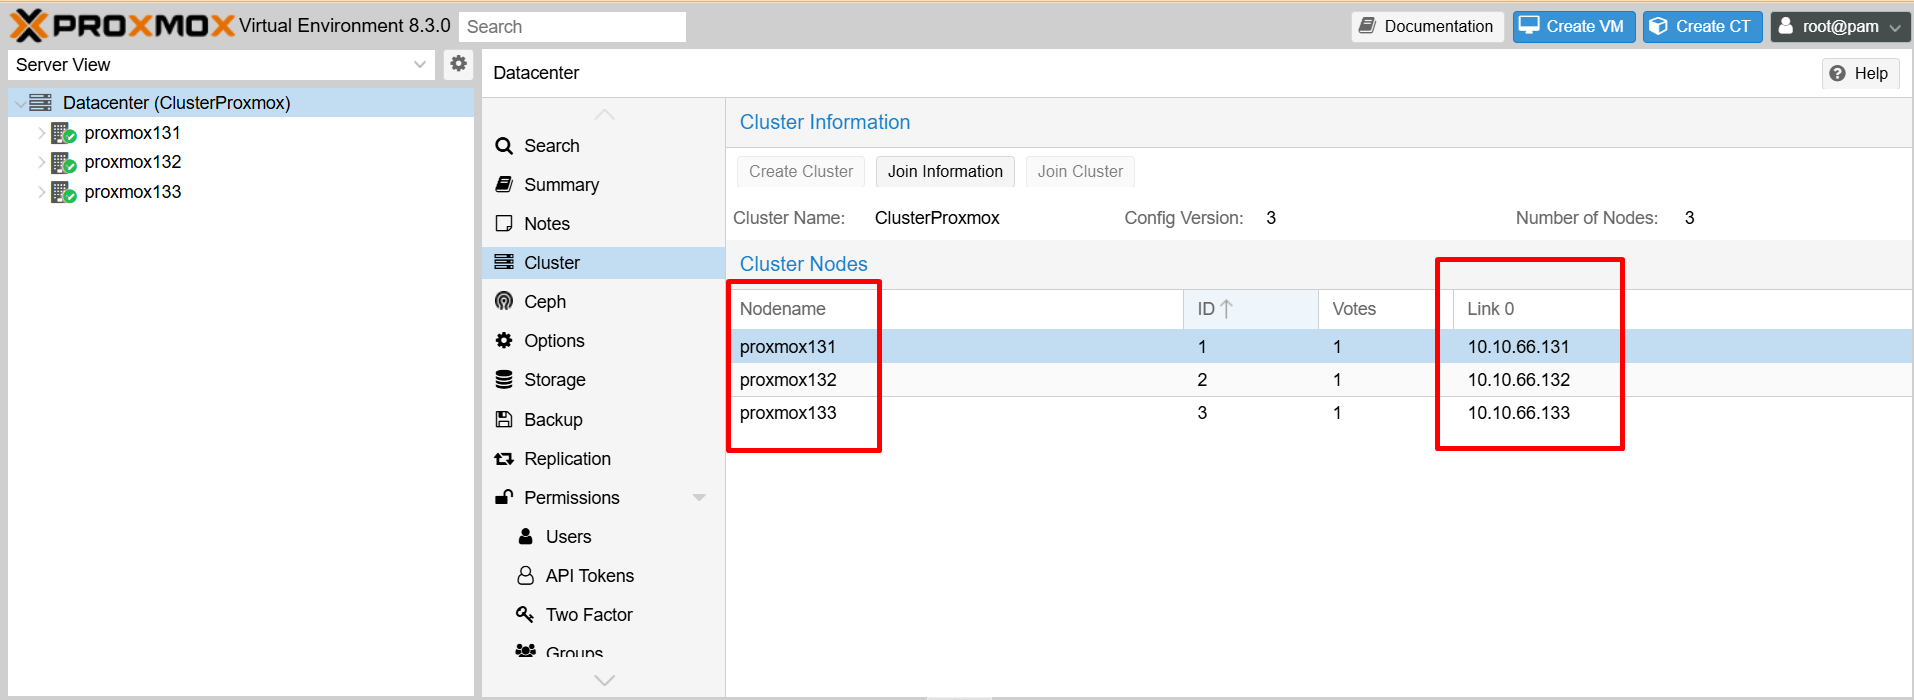 PROXMOX Virtual Environment 8.3.0 Search Documentation Create VM Create CT root@pam
Server View
Datacenter (ClusterProxmox)
proxmox131
proxmox132
proxmox133
Datacenter Help
Search
Summary
Notes
Cluster
Ceph
Options
Storage
Backup
Replication
Permissions
Users
API Tokens
Two Factor
Groups
Cluster Information
Create Cluster Join Information Join Cluster
Cluster Name: ClusterProxmox Config Version: 3 Number of Nodes: 3
Cluster Nodes
Nodename ID Votes Link 0
proxmox131 1 1 10.10.66.131
proxmox132 2 1 10.10.66.132
proxmox133 3 1 10.10.66.133